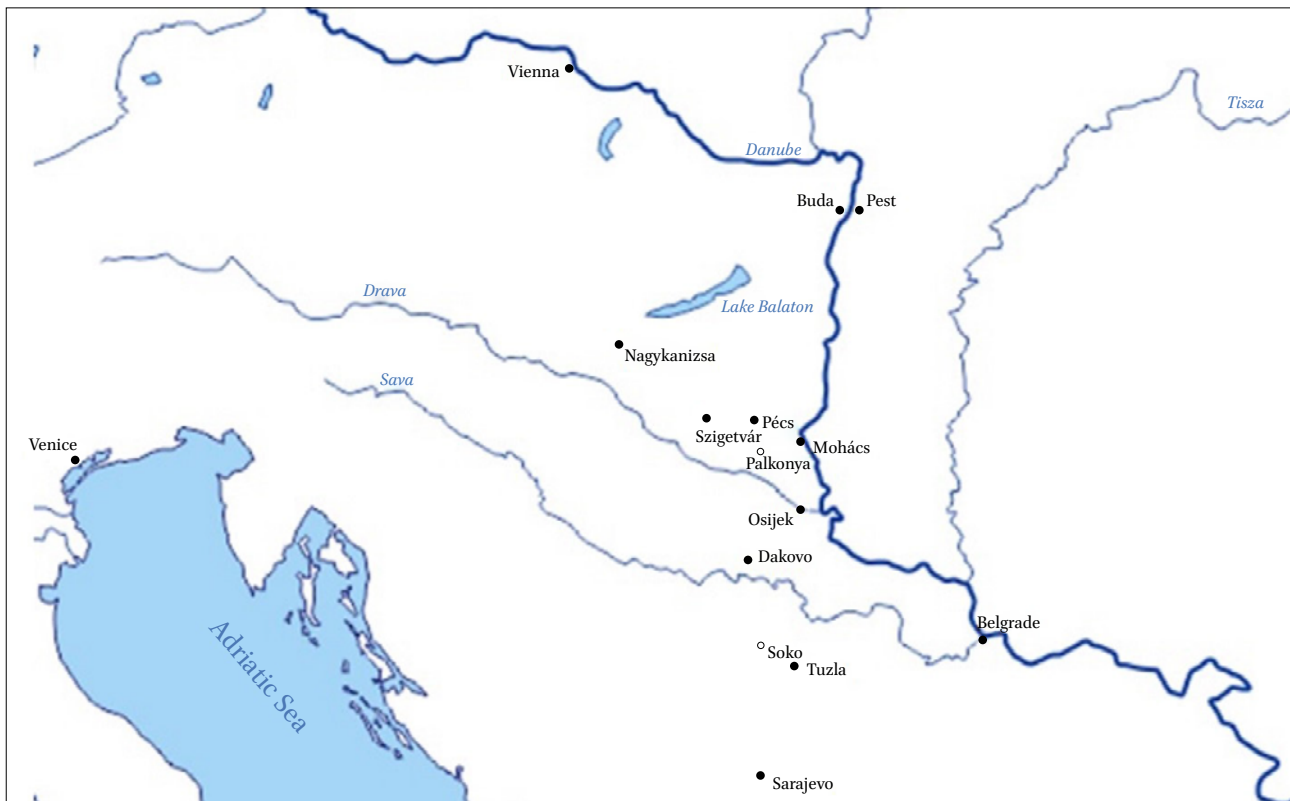 Vienna
Tisza
Danube
Buda
Pest
Drava
Lake Balaton
Nagykanizsa
Sava
Szigetvár
Pécs
Venice
Mohács
Palkonya
Osijek
Dakovo
Belgrade
Adriatic Sea
Soko
Tuzla
Sarajevo